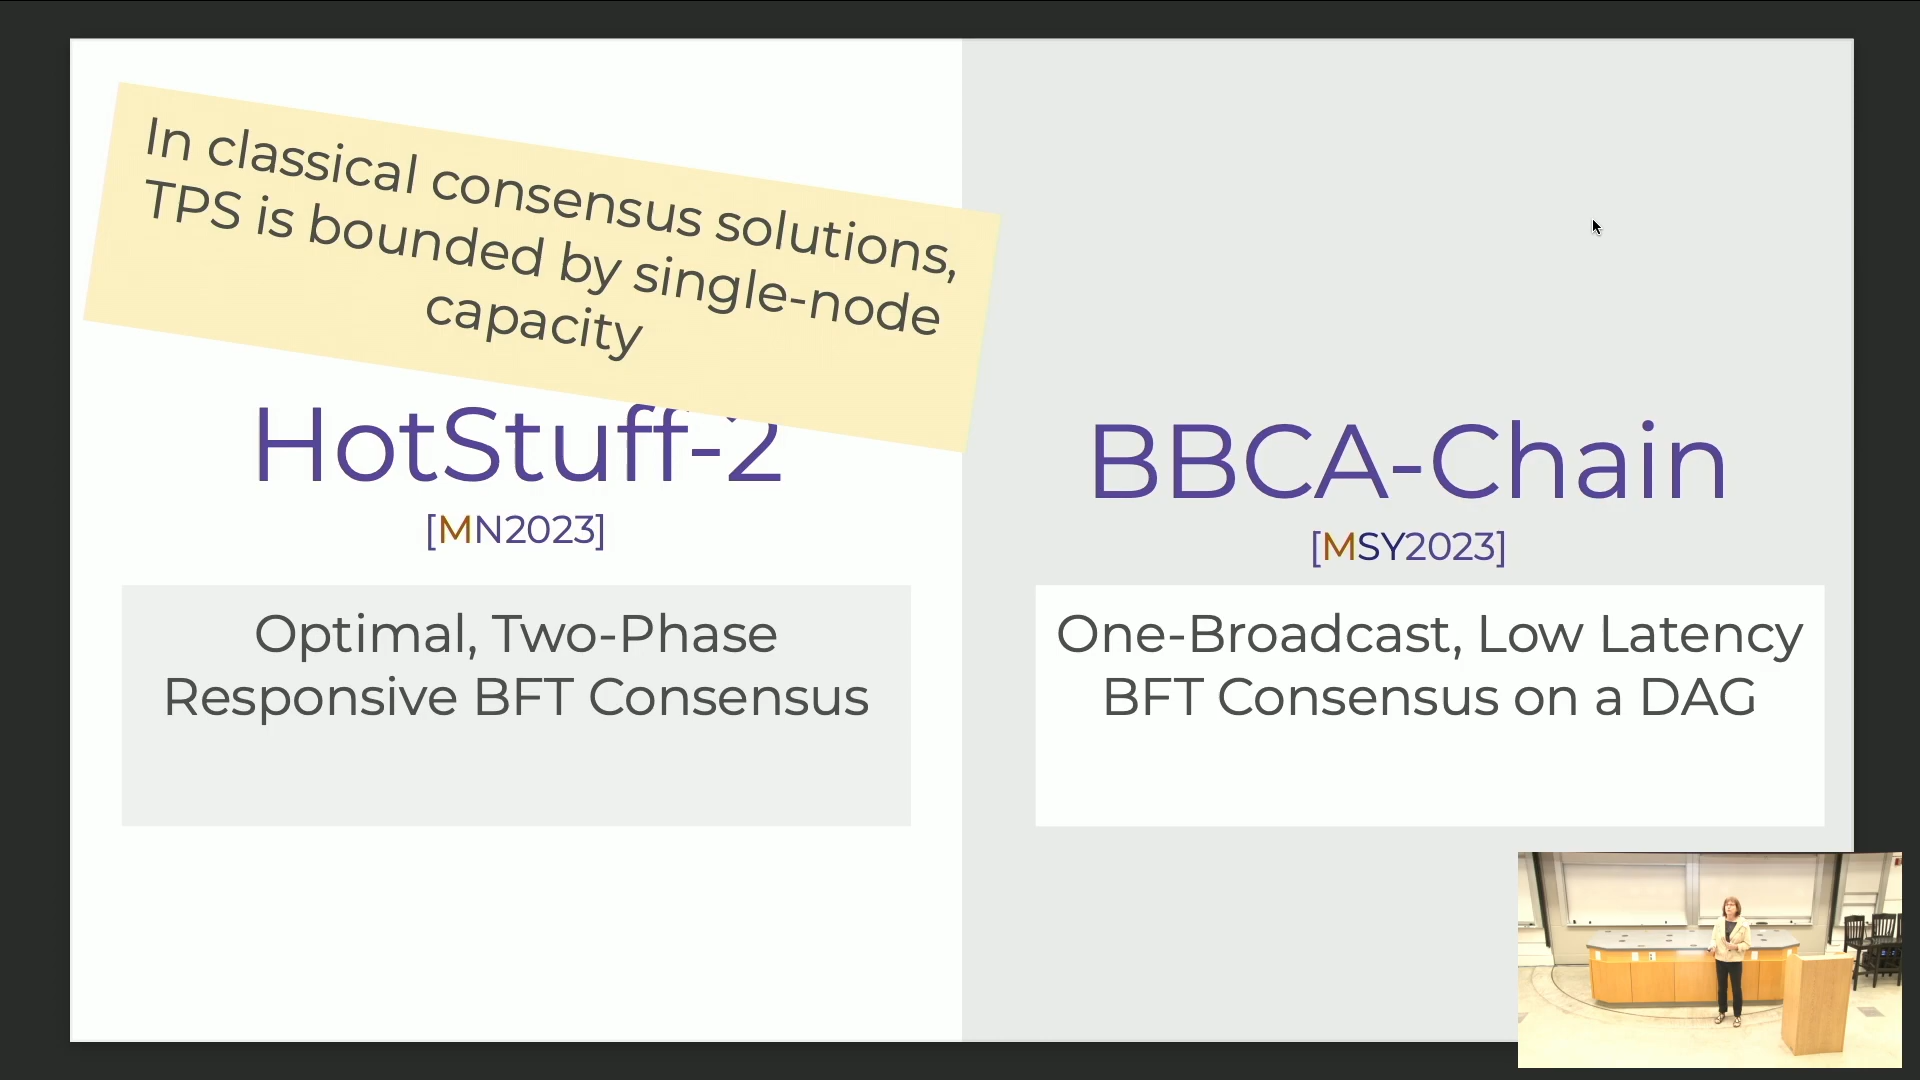 In classical consensus solutions,
TPS is bounded by single-node
capacity
HotStuff-2
[MN2023]
Optimal, Two-Phase
Responsive BFT Consensus
BBCA-Chain
[MSY2023]
One-Broadcast, Low Latency
BFT Consensus on a DAG